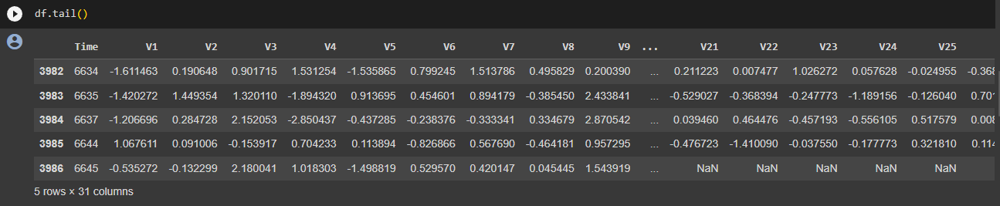 df.tail()
Time V1 V2 V3 V4 V5 V6 V7 V8 V9 ... V21 V22 V23 V24 V25
3982 6634 -1.611463 0.190648 0.901715 1.531254 -1.535865 0.799245 1.513786 0.495829 0.200390 ... 0.211223 0.007477 1.026272 0.057628 -0.024955 -0.368
3983 6635 -1.420272 1.449354 1.320110 -1.894320 0.913695 0.454601 0.894179 -0.385450 2.433841 ... -0.529027 -0.368394 -0.247773 -1.189156 -0.126040 0.701
3984 6637 -1.206696 0.284728 2.152053 -2.850437 -0.437285 -0.238376 -0.333341 0.334679 2.870542 ... 0.039460 0.464476 -0.457193 -0.556105 0.517579 0.008
3985 6644 1.067611 0.091006 -0.153917 0.704233 0.113894 -0.826866 0.567690 -0.464181 0.957295 ... -0.476723 -1.410090 -0.037550 -0.177773 0.321810 0.114
3986 6645 -0.535272 -0.132299 2.180041 1.018303 -1.498819 0.529570 0.420147 0.045445 1.543919 ... NaN NaN NaN NaN NaN
5 rows × 31 columns